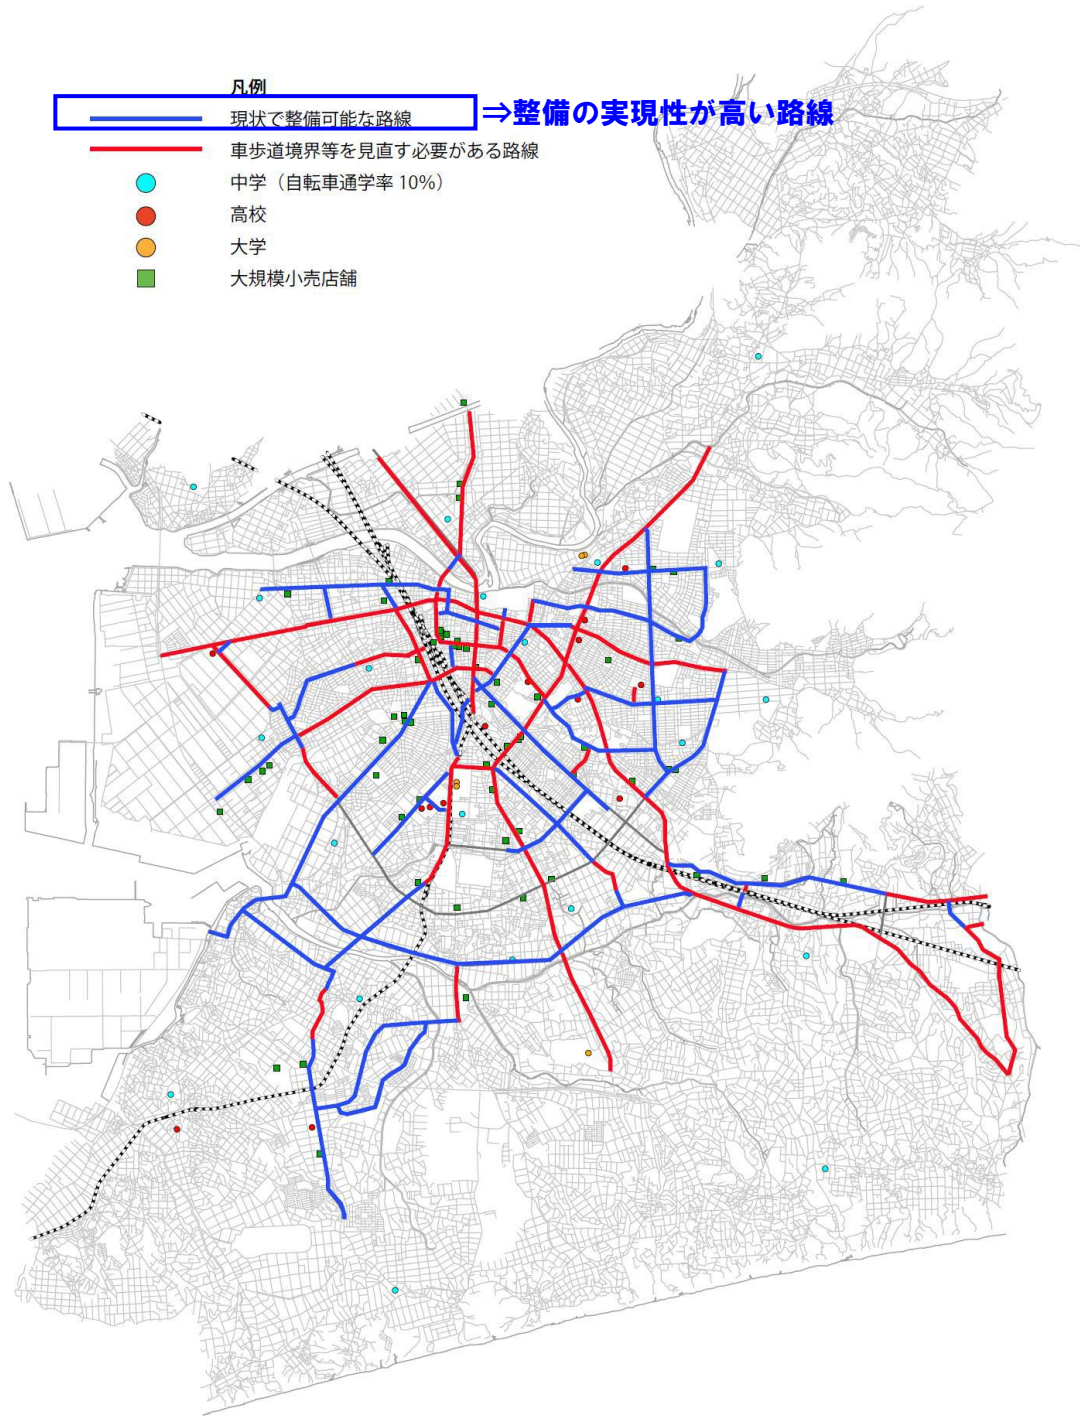 凡例
現状で整備可能な路線
⇒整備の実現性が高い路線
車歩道境界等を見直す必要がある路線
中学（自転車通学率 10%）
高校
大学
大規模小売店舗